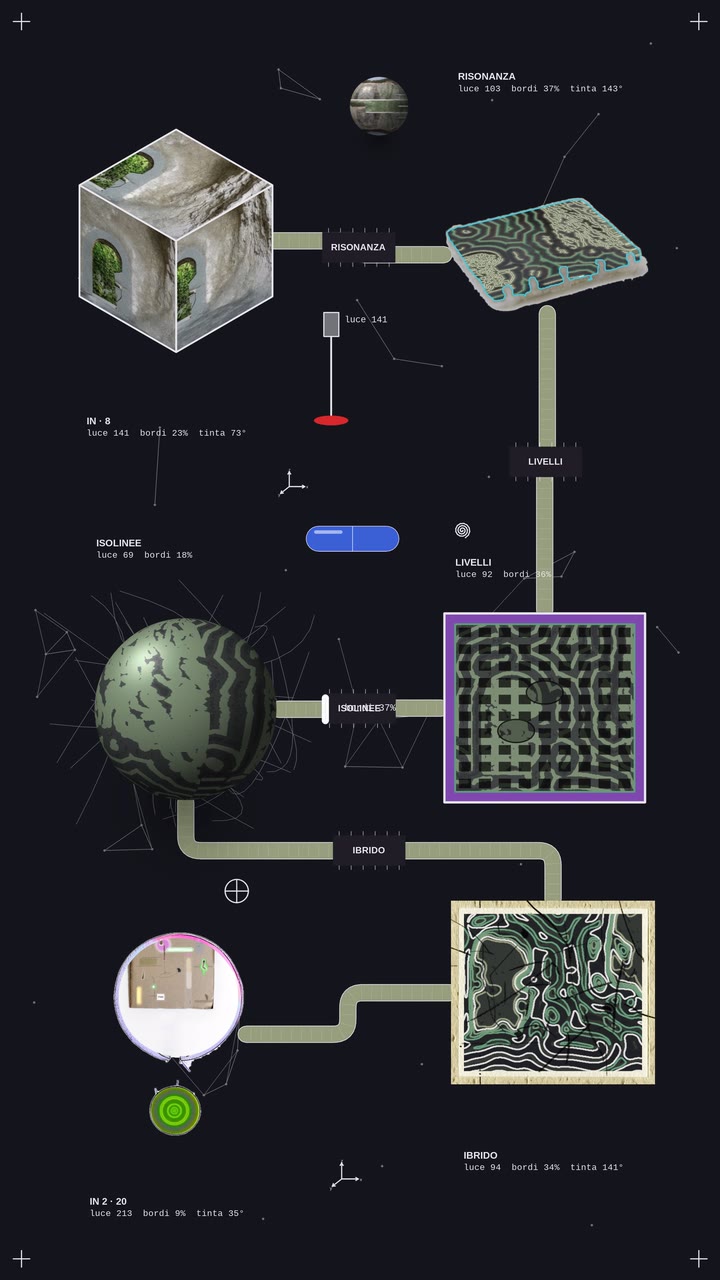 RISONANZA
luce 103  bordi 37%  tinta 143°
RISONANZA
luce 141
IN · 8
luce 141  bordi 23%  tinta 73°
LIVELLI
ISOLINEE
luce 69  bordi 18%
LIVELLI
luce 92  bordi 36%
ISOLINEE
37%
IBRIDO
IBRIDO
luce 94  bordi 34%  tinta 141°
IN 2 · 20
luce 213  bordi 9%  tinta 35°